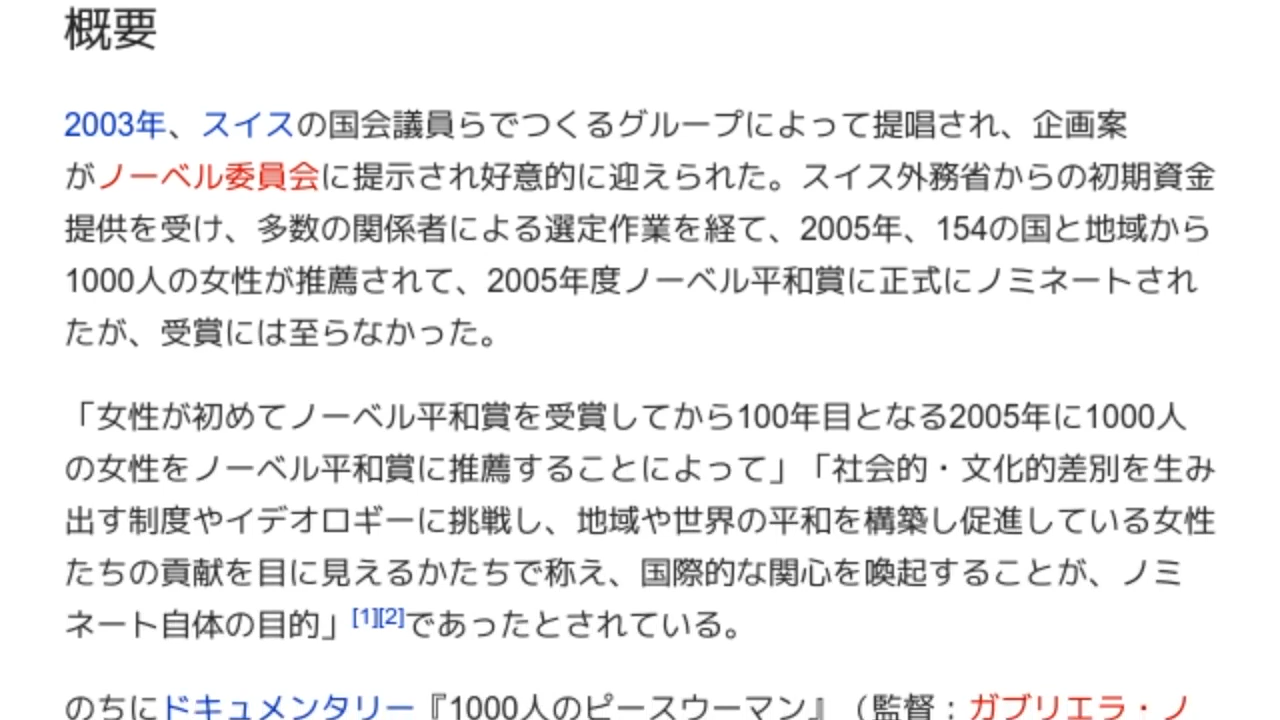 概要
2003年、スイスの国会議員らでつくるグループによって提唱され、企画案
がノーベル委員会に提示され好意的に迎えられた。スイス外務省からの初期資金
提供を受け、多数の関係者による選定作業を経て、2005年、154の国と地域から
1000人の女性が推薦されて、2005年度ノーベル平和賞に正式にノミネートされ
たが、受賞には至らなかった。
「女性が初めてノーベル平和賞を受賞してから100年目となる2005年に1000人
の女性をノーベル平和賞に推薦することによって」「社会的・文化的差別を生み
出す制度やイデオロギーに挑戦し、地域や世界の平和を構築し促進している女性
たちの貢献を目に見えるかたちで称え、国際的な関心を喚起することが、ノミ
ネート自体の目的」[1][2]であったとされている。
のちにドキュメンタリー『1000人のピースウーマン』（監督：ガブリエラ・ノ